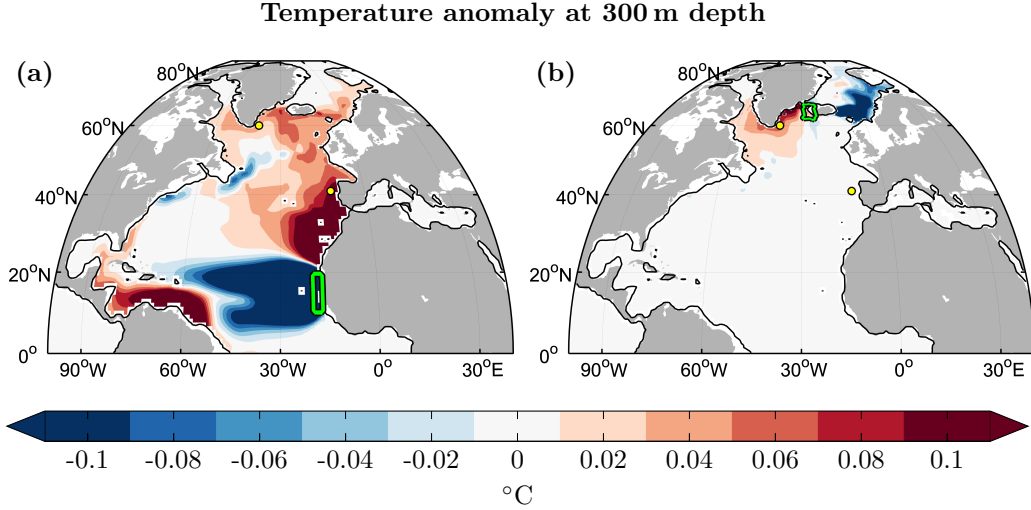 Temperature anomaly at 300 m depth
(a)
(b)
80°N
80°N
60°N
60°N
40°N
40°N
20°N
20°N
0°
0°
90°W 60°W 30°W 0° 30°E
90°W 60°W 30°W 0° 30°E
-0.1 -0.08 -0.06 -0.04 -0.02 0 0.02 0.04 0.06 0.08 0.1
°C